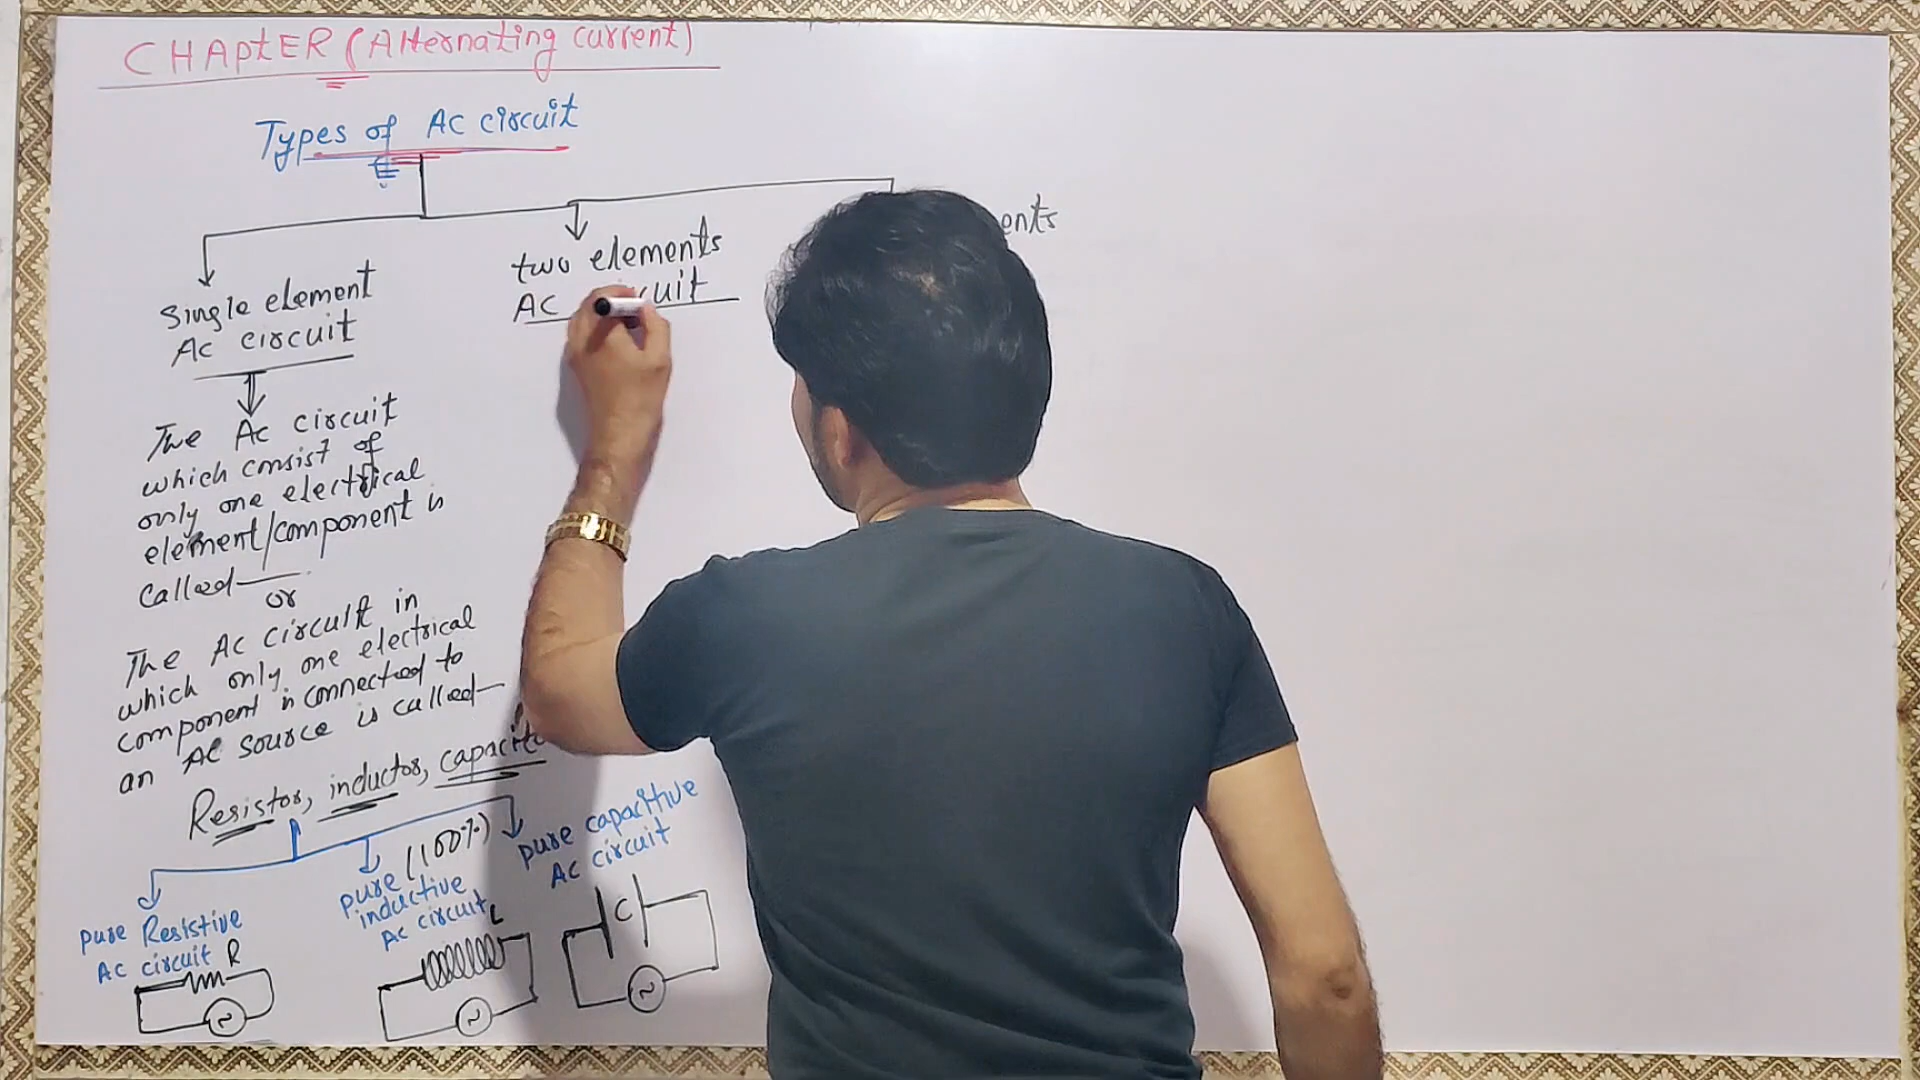 CHAPtER (Alternating current)
Types of AC circuit
Single element
AC circuit
The AC circuit
which consist of
only one electrical
element/component is
called—
or
The AC circuit in
which only one electrical
component is connected to
an AC source is called—
Resistor, inductor,
pure Resistive
AC circuit
R
pure (100%)
inductive
AC circuit
L
pure capacitive
AC circuit
C
two elements
AC